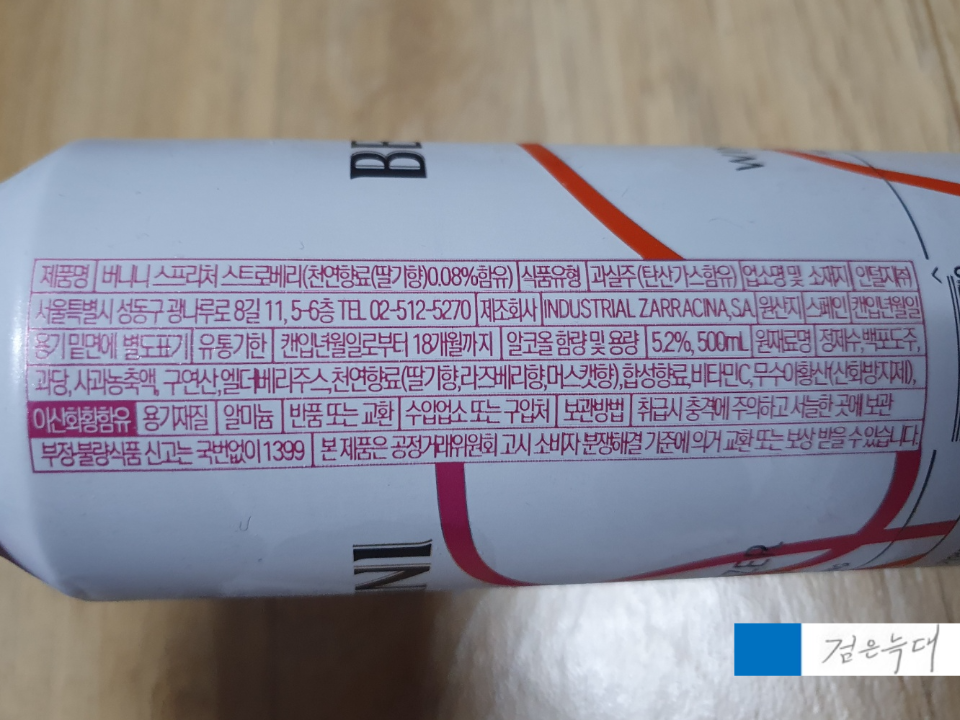 BE
제품명 버니니 스프리처 스트로베리(천연향료(딸기향)0.08%함유) 식품유형 과실주(탄산가스함유) 업소명 및 소재지 인덜지㈜
서울특별시 성동구 광나루로 8길 11, 5-6층 TEL 02-512-5270 제조회사 INDUSTRIAL ZARRACINA,S.A. 원산지 스페인 캔입년월일
용기 밑면에 별도표기 유통기한 캔입년월일로부터 18개월까지 알코올 함량 및 용량 5.2%, 500mL 원재료명 정제수,백포도주,
과당, 사과농축액, 구연산,엘더베리주스,천연향료(딸기향,라즈베리향,머스캇향),합성향료,비타민C,무수아황산(산화방지제),
이산화황함유 용기재질 알미늄 반품 또는 교환 수입업소 또는 구입처 보관방법 취급시 충격에 주의하고 서늘한 곳에 보관
부정·불량식품 신고는 국번없이 1399 본 제품은 공정거래위원회 고시 소비자 분쟁해결 기준에 의거 교환 또는 보상 받을 수 있습니다.
NI
검은늑대